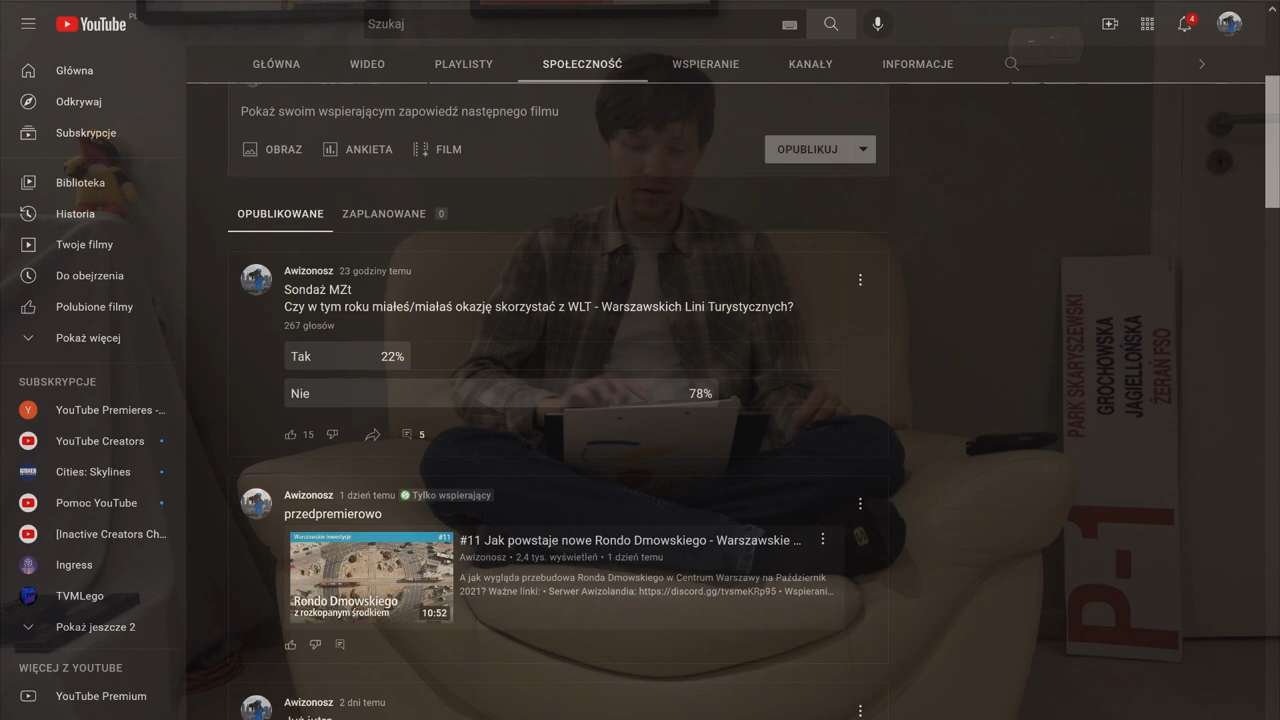 YouTube PL
Szukaj
4
GŁÓWNA
WIDEO
PLAYLISTY
SPOŁECZNOŚĆ
WSPIERANIE
KANAŁY
INFORMACJE
Główna
Odkrywaj
Subskrypcje
Biblioteka
Historia
Twoje filmy
Do obejrzenia
Polubione filmy
Pokaż więcej
SUBSKRYPCJE
Y YouTube Premieres -...
YouTube Creators
Cities: Skylines
Pomoc YouTube
[Inactive Creators Ch...
Ingress
TVMLego
Pokaż jeszcze 2
WIĘCEJ Z YOUTUBE
YouTube Premium
Pokaż swoim wspierającym zapowiedź następnego filmu
OBRAZ
ANKIETA
FILM
OPUBLIKUJ
OPUBLIKOWANE
ZAPLANOWANE 0
Awizonosz 23 godziny temu
Sondaż MZt
Czy w tym roku miałeś/miałaś okazję skorzystać z WLT - Warszawskich Lini Turystycznych?
267 głosów
Tak 22%
Nie 78%
15
5
Awizonosz 1 dzień temu Tylko wspierający
przedpremierowo
Warszawskie Inwestycje #11
Rondo Dmowskiego
z rozkopanym środkiem
10:52
#11 Jak powstaje nowe Rondo Dmowskiego - Warszawskie ...
Awizonosz • 2,4 tys. wyświetleń • 1 dzień temu
A jak wygląda przebudowa Ronda Dmowskiego w Centrum Warszawy na Październik
2021? Ważne linki: • Serwer Awizolandia: https://discord.gg/tvsmeKRp95 • Wspierani...
Awizonosz 2 dni temu
Już jutro
PARK SKARYSZEWSKI
GROCHOWSKA
JAGIELLOŃSKA
ŻERAŃ FSO
P-1